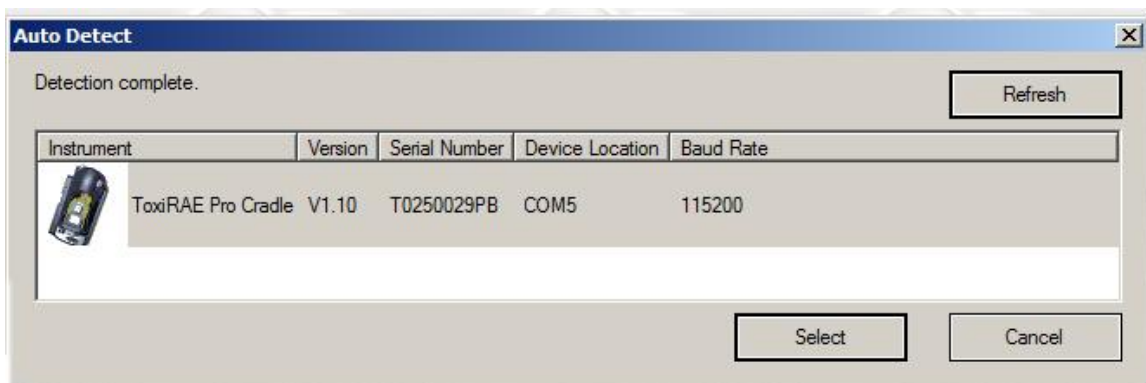 Auto Detect
Detection complete.
Refresh
Instrument Version Serial Number Device Location Baud Rate
ToxiRAE Pro Cradle V1.10 T0250029PB COM5 115200
Select Cancel